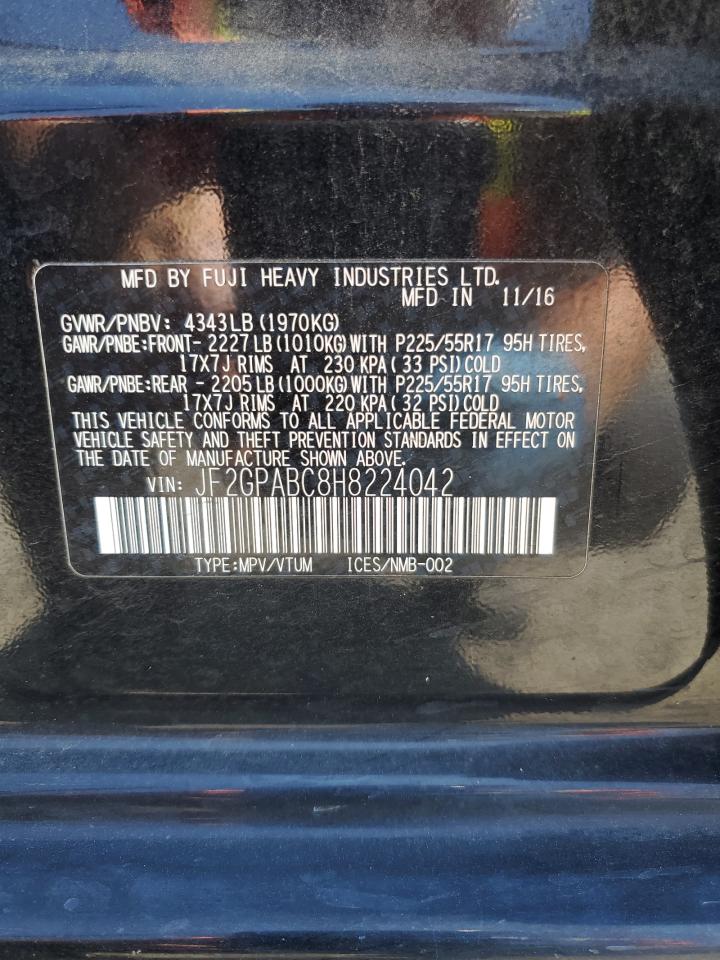 MFD BY FUJI HEAVY INDUSTRIES LTD.
MFD IN 11/16
GVWR/PNBV: 4343LB (1970KG)
GAWR/PNBE:FRONT- 2227LB (1010KG) WITH P225/55R17 95H TIRES,
17X7J RIMS AT 230 KPA ( 33 PSI) COLD
GAWR/PNBE:REAR - 2205LB (1000KG) WITH P225/55R17 95H TIRES,
17X7J RIMS AT 220 KPA ( 32 PSI) COLD
THIS VEHICLE CONFORMS TO ALL APPLICABLE FEDERAL MOTOR
VEHICLE SAFETY AND THEFT PREVENTION STANDARDS IN EFFECT ON
THE DATE OF MANUFACTURE SHOWN ABOVE.
VIN: JF2GPABC8H8224042
TYPE:MPV/VTUM ICES/NMB-002